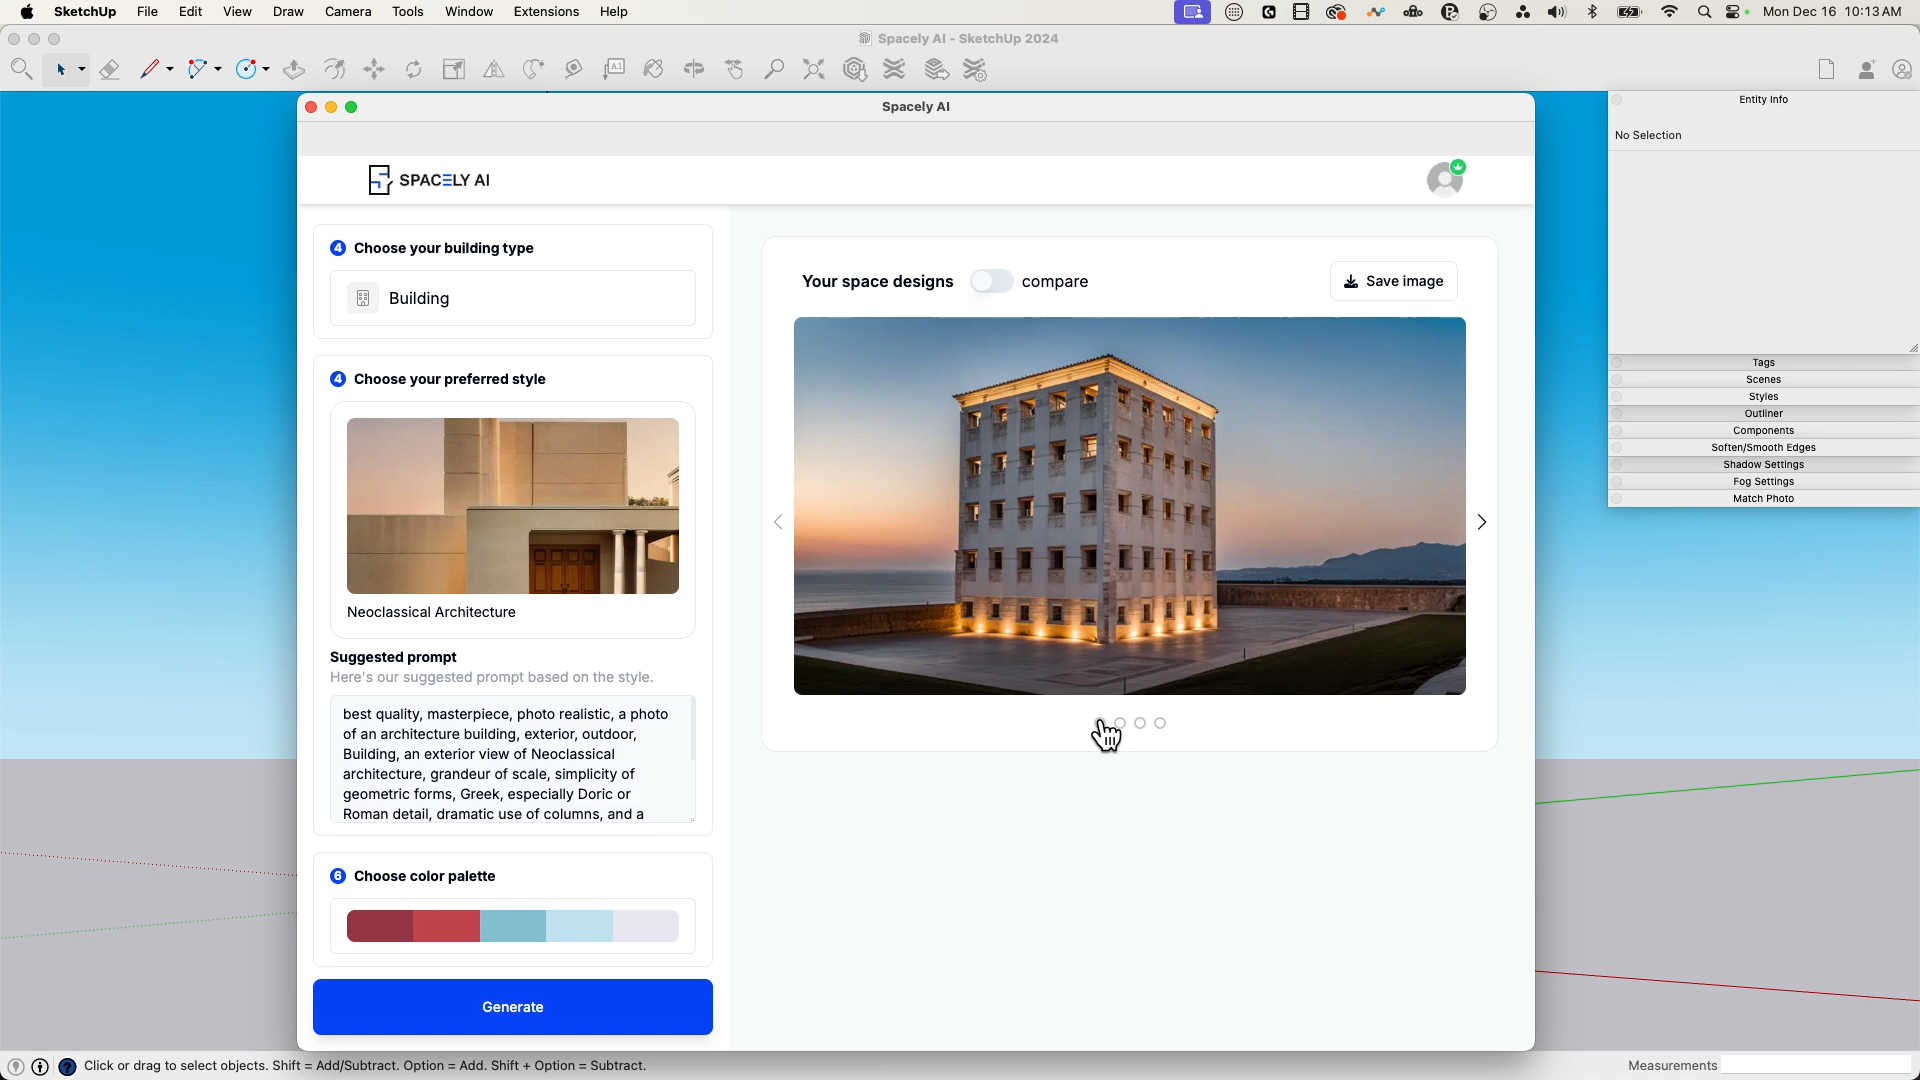 SketchUp File Edit View Draw Camera Tools Window Extensions Help
Mon Dec 16 10:13 AM
Spacely AI - SketchUp 2024
A1
Spacely AI
SPACELY AI
4 Choose your building type
Building
4 Choose your preferred style
Neoclassical Architecture
Suggested prompt
Here's our suggested prompt based on the style.
best quality, masterpiece, photo realistic, a photo
of an architecture building, exterior, outdoor,
Building, an exterior view of Neoclassical
architecture, grandeur of scale, simplicity of
geometric forms, Greek, especially Doric or
Roman detail, dramatic use of columns, and a
6 Choose color palette
Generate
Your space designs compare
Save image
Entity Info
No Selection
Tags
Scenes
Styles
Outliner
Components
Soften/Smooth Edges
Shadow Settings
Fog Settings
Match Photo
Click or drag to select objects. Shift = Add/Subtract. Option = Add. Shift + Option = Subtract.
Measurements